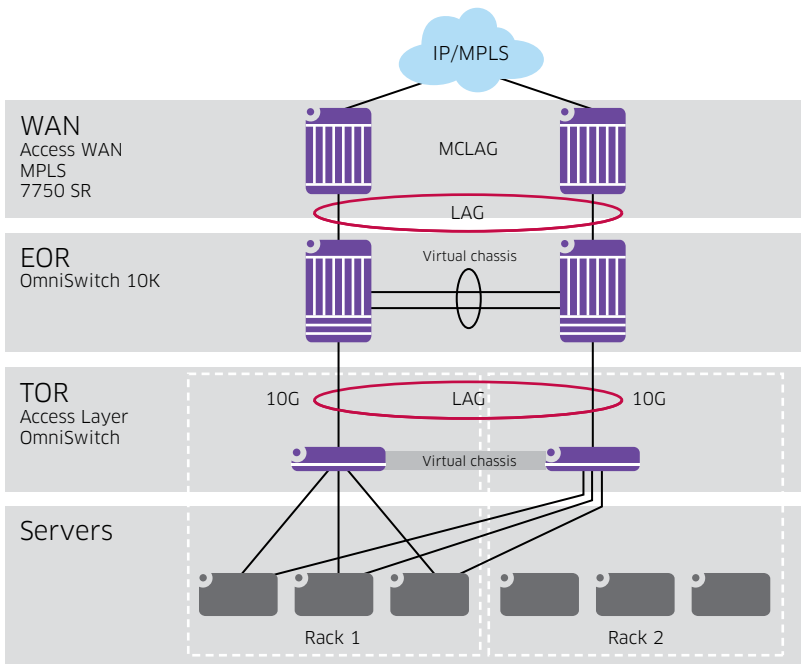 IP/MPLS
WAN
Access WAN
MPLS
7750 SR
MCLAG
LAG
EOR
OmniSwitch 10K
Virtual chassis
TOR
Access Layer
OmniSwitch
10G
LAG
10G
Virtual chassis
Servers
Rack 1
Rack 2